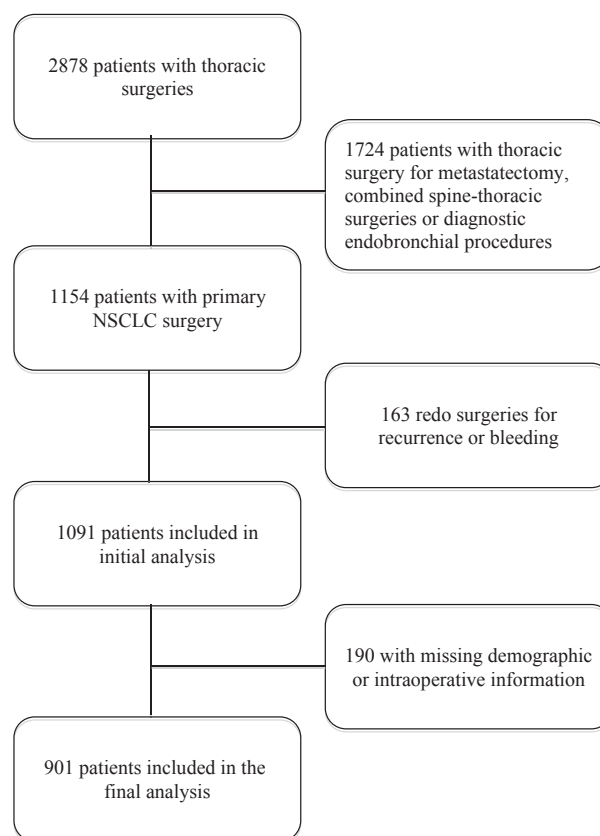 2878 patients with thoracic
surgeries
1724 patients with thoracic
surgery for metastatectomy,
combined spine-thoracic
surgeries or diagnostic
endobronchial procedures
1154 patients with primary
NSCLC surgery
163 redo surgeries for
recurrence or bleeding
1091 patients included in
initial analysis
190 with missing demographic
or intraoperative information
901 patients included in the
final analysis